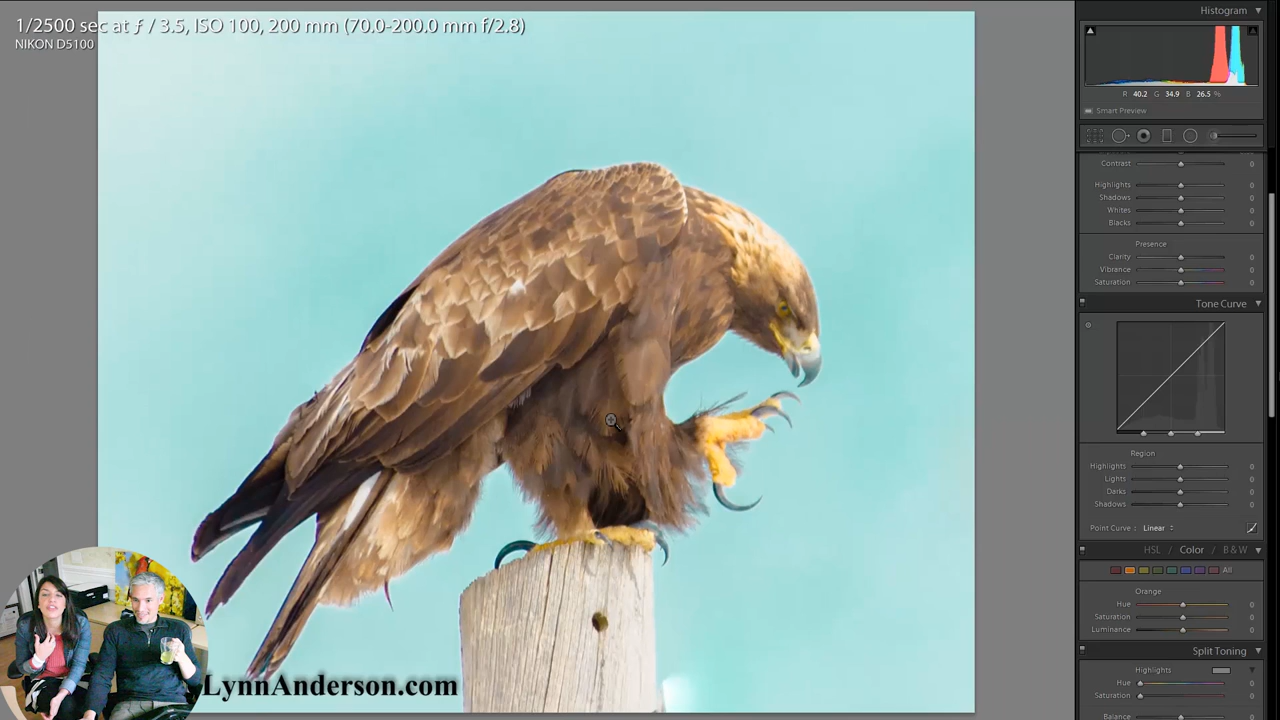 1/2500 sec at ƒ / 3.5, ISO 100, 200 mm (70.0-200.0 mm f/2.8)
NIKON D5100
LynnAnderson.com
Histogram
R 40.2 G 34.9 B 26.5 %
Smart Preview
Contrast 0
Highlights 0
Shadows 0
Whites 0
Blacks 0
Presence
Clarity 0
Vibrance 0
Saturation 0
Tone Curve
Region
Highlights 0
Lights 0
Darks 0
Shadows 0
Point Curve : Linear
HSL / Color / B & W
All
Orange
Hue 0
Saturation 0
Luminance 0
Split Toning
Highlights
Hue 0
Saturation 0
Balance 0